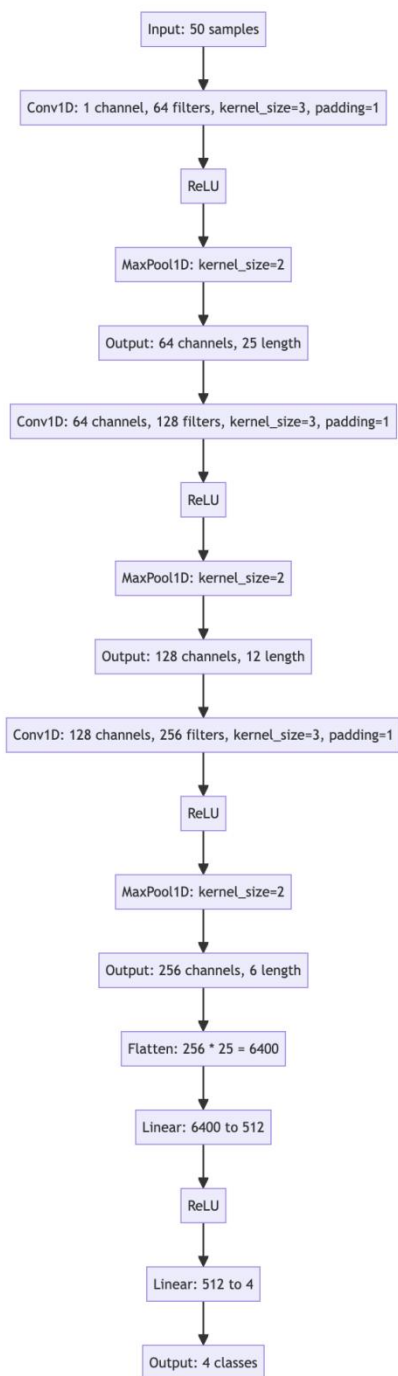 Input: 50 samples
Conv1D: 1 channel, 64 filters, kernel_size=3, padding=1
ReLU
MaxPool1D: kernel_size=2
Output: 64 channels, 25 length
Conv1D: 64 channels, 128 filters, kernel_size=3, padding=1
ReLU
MaxPool1D: kernel_size=2
Output: 128 channels, 12 length
Conv1D: 128 channels, 256 filters, kernel_size=3, padding=1
ReLU
MaxPool1D: kernel_size=2
Output: 256 channels, 6 length
Flatten: 256 * 25 = 6400
Linear: 6400 to 512
ReLU
Linear: 512 to 4
Output: 4 classes